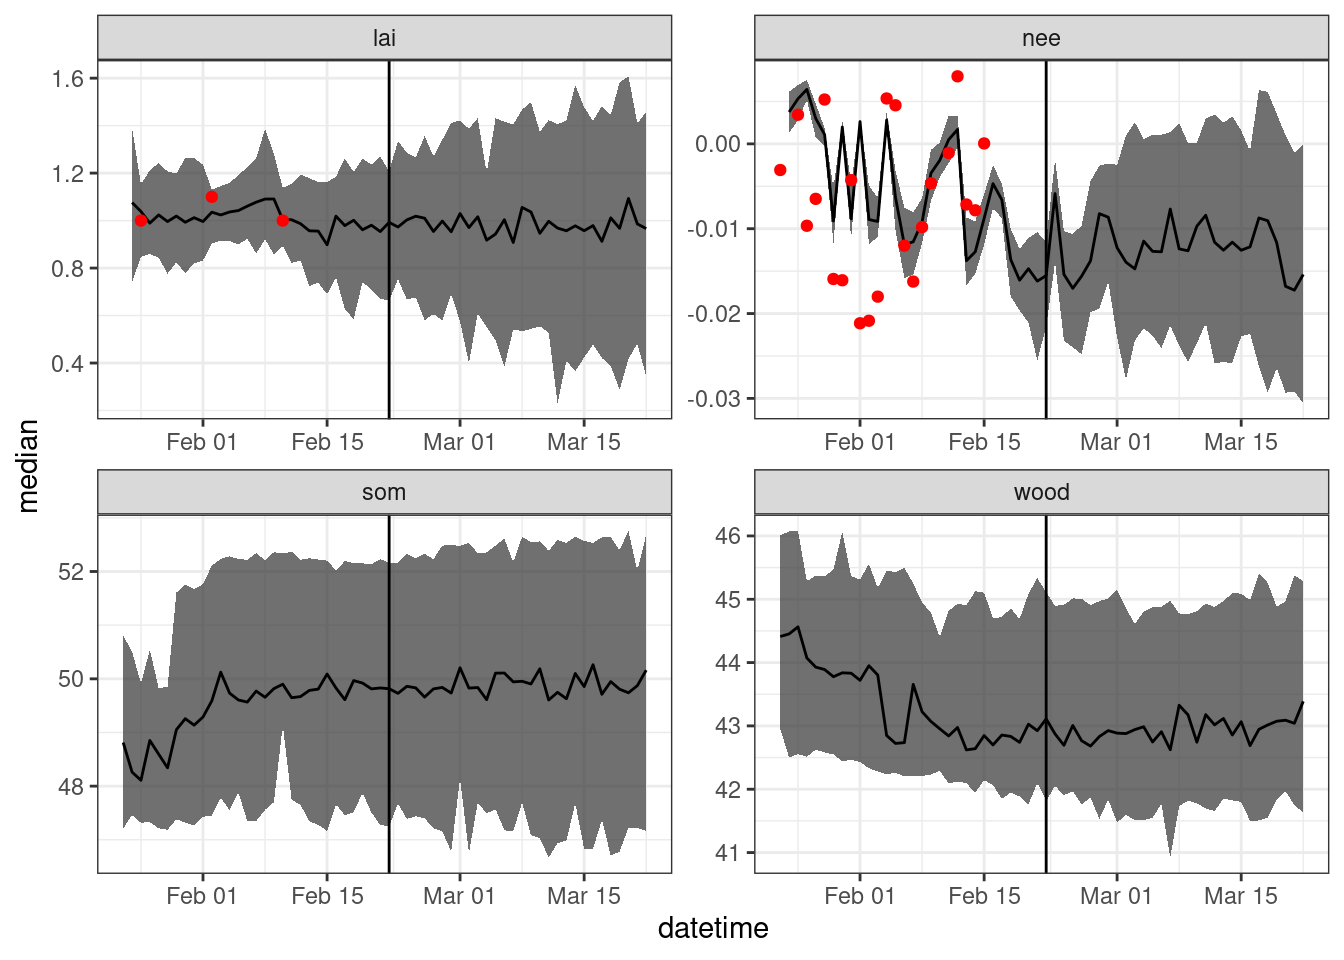 lai
nee
1.6
1.2
0.8
0.4
0.00
-0.01
-0.02
-0.03
Feb 01 Feb 15 Mar 01 Mar 15
Feb 01 Feb 15 Mar 01 Mar 15
median
som
wood
52
50
48
46
45
44
43
42
41
Feb 01 Feb 15 Mar 01 Mar 15
Feb 01 Feb 15 Mar 01 Mar 15
datetime